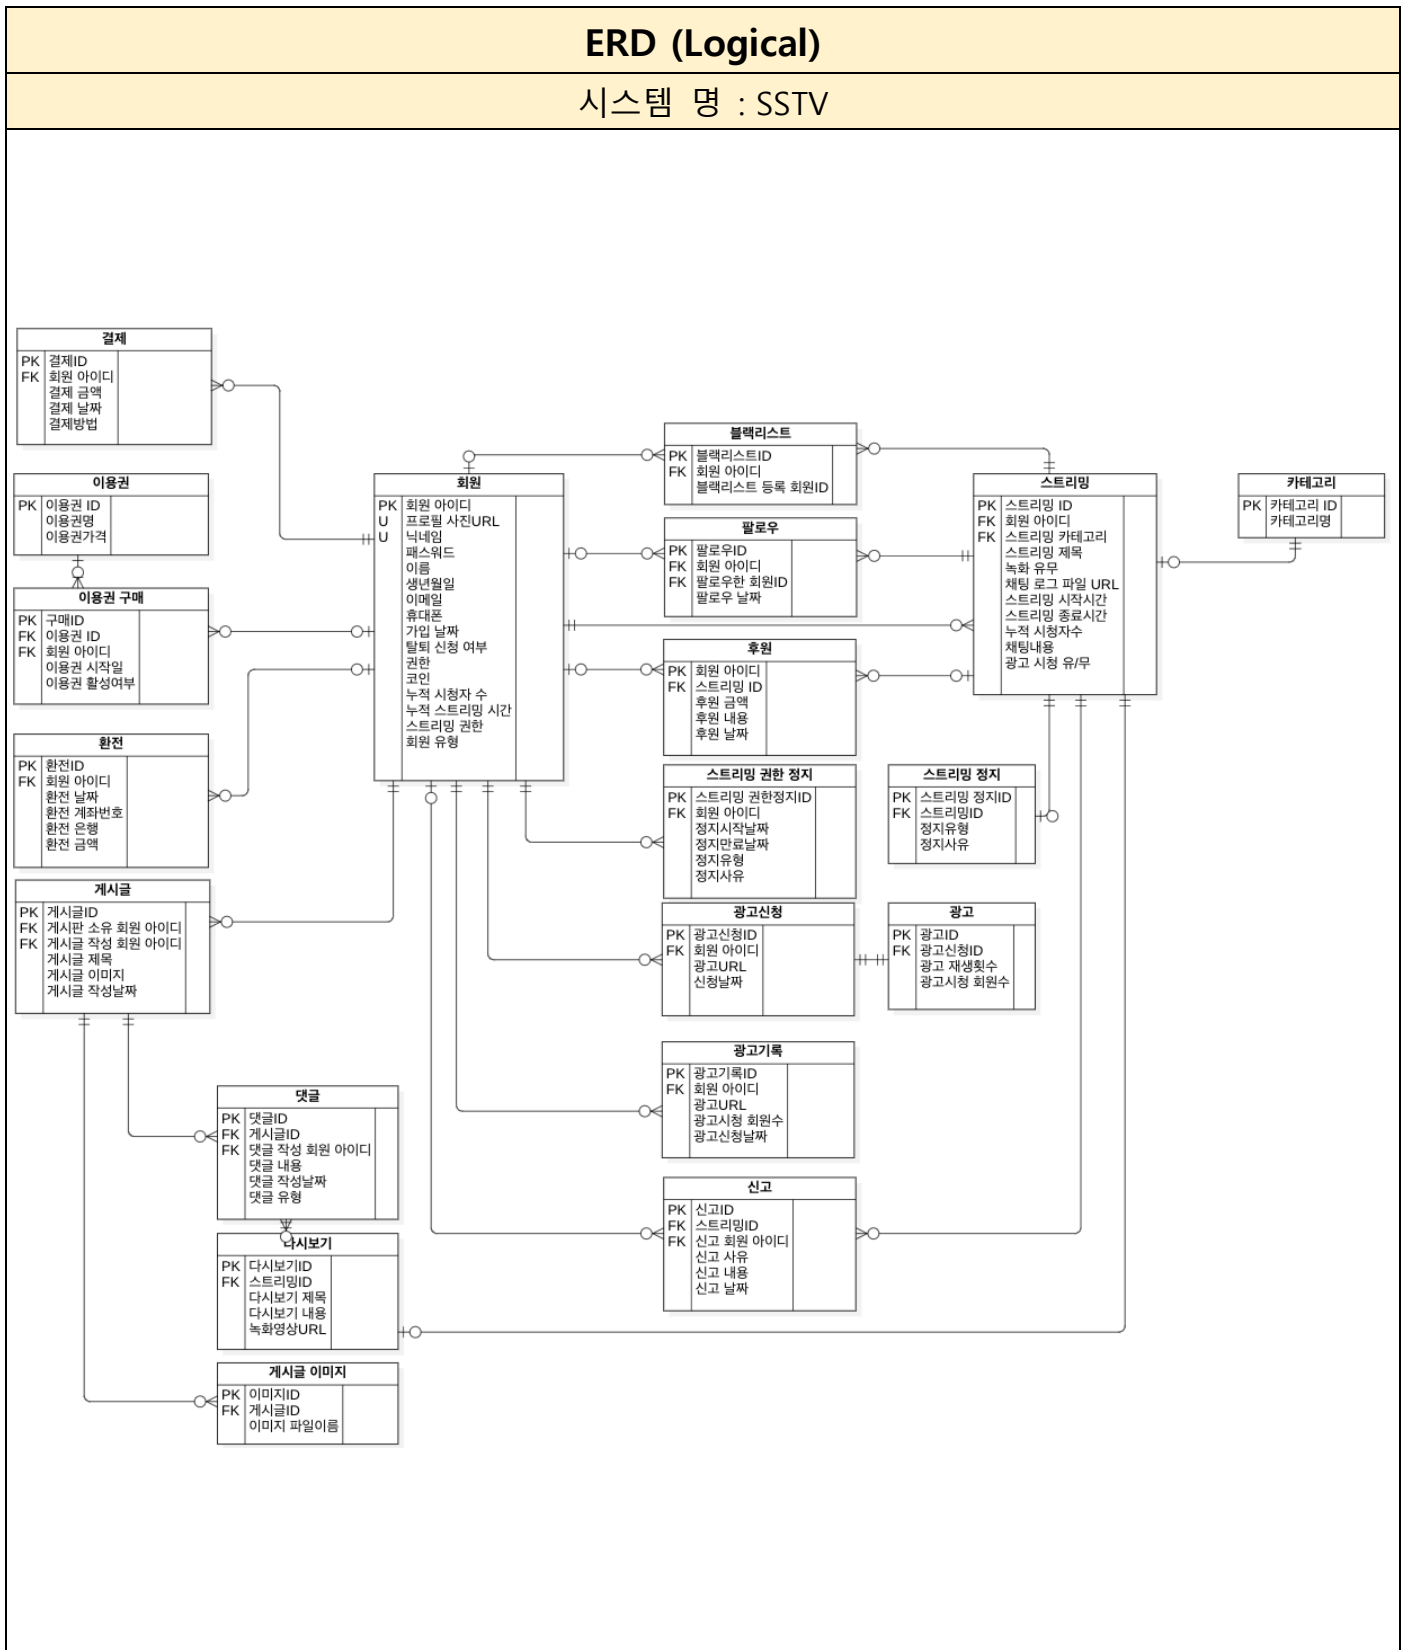 ERD (Logical)
시스템 명 : SSTV
결제
PK 결제ID
FK 회원 아이디
결제 금액
결제 날짜
결제방법
이용권
PK 이용권 ID
이용권명
이용권가격
이용권 구매
PK 구매ID
FK 이용권 ID
FK 회원 아이디
이용권 시작일
이용권 활성여부
환전
PK 환전ID
FK 회원 아이디
환전 날짜
환전 계좌번호
환전 은행
환전 금액
게시글
PK 게시글ID
FK 게시판 소유 회원 아이디
FK 게시글 작성 회원 아이디
게시글 제목
게시글 이미지
게시글 작성날짜
댓글
PK 댓글ID
FK 게시글ID
FK 댓글 작성 회원 아이디
댓글 내용
댓글 작성날짜
댓글 유형
다시보기
PK 다시보기ID
FK 스트리밍ID
다시보기 제목
다시보기 내용
녹화영상URL
게시글 이미지
PK 이미지ID
FK 게시글ID
이미지 파일이름
회원
PK 회원 아이디
U 프로필 사진URL
U 닉네임
패스워드
이름
생년월일
이메일
휴대폰
가입 날짜
탈퇴 신청 여부
권한
코인
누적 시청자 수
누적 스트리밍 시간
스트리밍 권한
회원 유형
블랙리스트
PK 블랙리스트ID
FK 회원 아이디
블랙리스트 등록 회원ID
팔로우
PK 팔로우ID
FK 회원 아이디
FK 팔로우한 회원ID
팔로우 날짜
후원
PK 회원 아이디
FK 스트리밍 ID
후원 금액
후원 내용
후원 날짜
스트리밍 권한 정지
PK 스트리밍 권한정지ID
FK 회원 아이디
정지시작날짜
정지만료날짜
정지유형
정지사유
광고신청
PK 광고신청ID
FK 회원 아이디
광고URL
신청날짜
광고기록
PK 광고기록ID
FK 회원 아이디
광고URL
광고시청 회원수
광고신청날짜
신고
PK 신고ID
FK 스트리밍ID
FK 신고 회원 아이디
신고 사유
신고 내용
신고 날짜
스트리밍
PK 스트리밍 ID
FK 회원 아이디
FK 스트리밍 카테고리
스트리밍 제목
녹화 유무
채팅 로그 파일 URL
스트리밍 시작시간
스트리밍 종료시간
누적 시청자수
채팅내용
광고 시청 유/무
스트리밍 정지
PK 스트리밍 정지ID
FK 스트리밍ID
정지유형
정지사유
광고
PK 광고ID
FK 광고신청ID
광고 재생횟수
광고시청 회원수
카테고리
PK 카테고리 ID
카테고리명